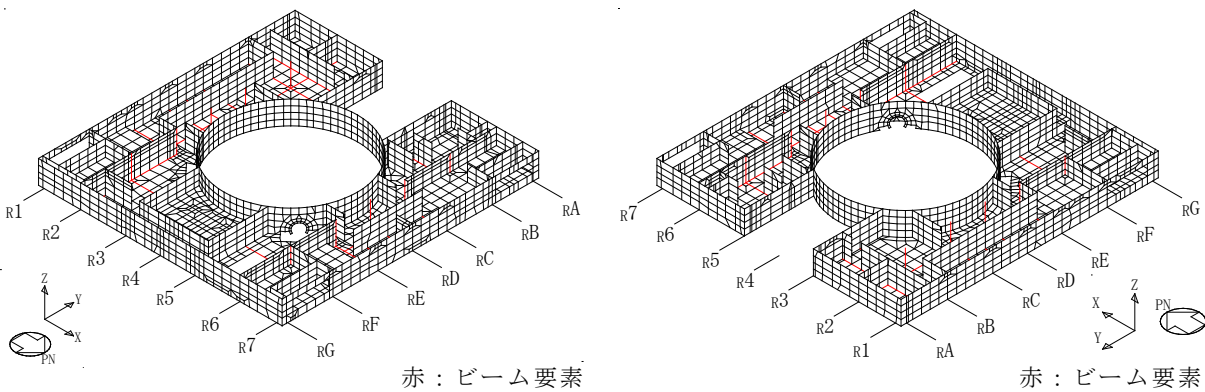 R1
R2
R3
R4
R5
R6
R7
RG
RF
RE
RD
RC
RB
RA
Z
Y
X
PN
赤：ビーム要素
R7
R6
R5
R4
R3
R2
R1
RA
RB
RC
RD
RE
RF
RG
Z
X
Y
PN
赤：ビーム要素